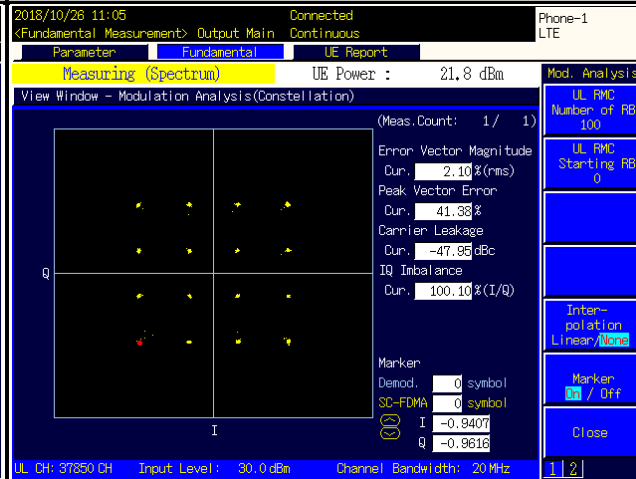 2018/10/26 11:05 Connected Phone-1
<Fundamental Measurement> Output Main Continuous LTE
Parameter Fundamental UE Report
Measuring (Spectrum) UE Power : 21.8 dBm Mod. Analysis
View Window - Modulation Analysis(Constellation)
UL RMC
Number of RB
100
(Meas.Count: 1/ 1)
Error Vector Magnitude
Cur. 2.10 %(rms)
UL RMC
Starting RB
0
Peak Vector Error
Cur. 41.38 %
Carrier Leakage
Cur. -47.95 dBc
IQ Imbalance
Cur. 100.10 %(I/Q)
Q
I
Inter-
polation
Linear/None
Marker
Demod. 0 symbol
SC-FDMA 0 symbol
I -0.9407
Q -0.9616
Marker
On / Off
Close
UL CH: 37850 CH Input Level: 30.0 dBm Channel Bandwidth: 20 MHz
1 2